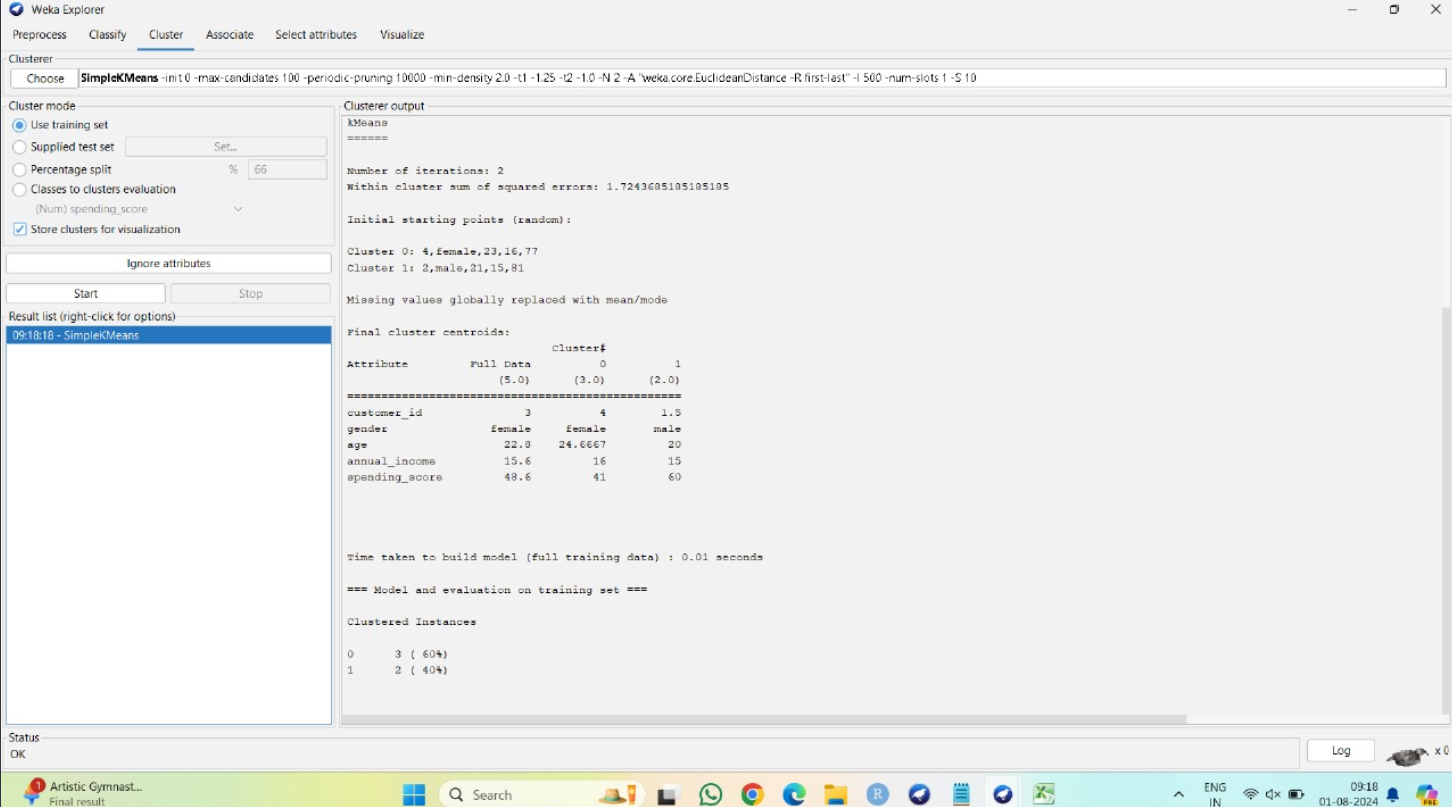 Weka Explorer
Preprocess Classify Cluster Associate Select attributes Visualize
Clusterer
Choose SimpleKMeans -init 0 -max-candidates 100 -periodic-pruning 10000 -min-density 2.0 -t1 -1.25 -t2 -1.0 -N 2 -A "weka.core.EuclideanDistance -R first-last" -I 500 -num-slots 1 -S 10
Cluster mode
Use training set
Supplied test set Set...
Percentage split % 66
Classes to clusters evaluation
(Num) spending_score
Store clusters for visualization
Ignore attributes
Start Stop
Result list (right-click for options)
09:18:18 - SimpleKMeans
Clusterer output
kMeans
======
Number of iterations: 2
Within cluster sum of squared errors: 1.7243685185185185
Initial starting points (random):
Cluster 0: 4,female,23,16,77
Cluster 1: 2,male,21,15,81
Missing values globally replaced with mean/mode
Final cluster centroids:
Cluster#
Attribute Full Data 0 1
(5.0) (3.0) (2.0)
==================================================
customer_id 3 4 1.5
gender female female male
age 22.8 24.6667 20
annual_income 15.6 16 15
spending_score 48.6 41 60
Time taken to build model (full training data) : 0.01 seconds
=== Model and evaluation on training set ===
Clustered Instances
0 3 ( 60%)
1 2 ( 40%)
Status
OK
Log x 0
1 Artistic Gymnast...
Final result
Search
R
ENG
IN
09:18
01-08-2024
PRE